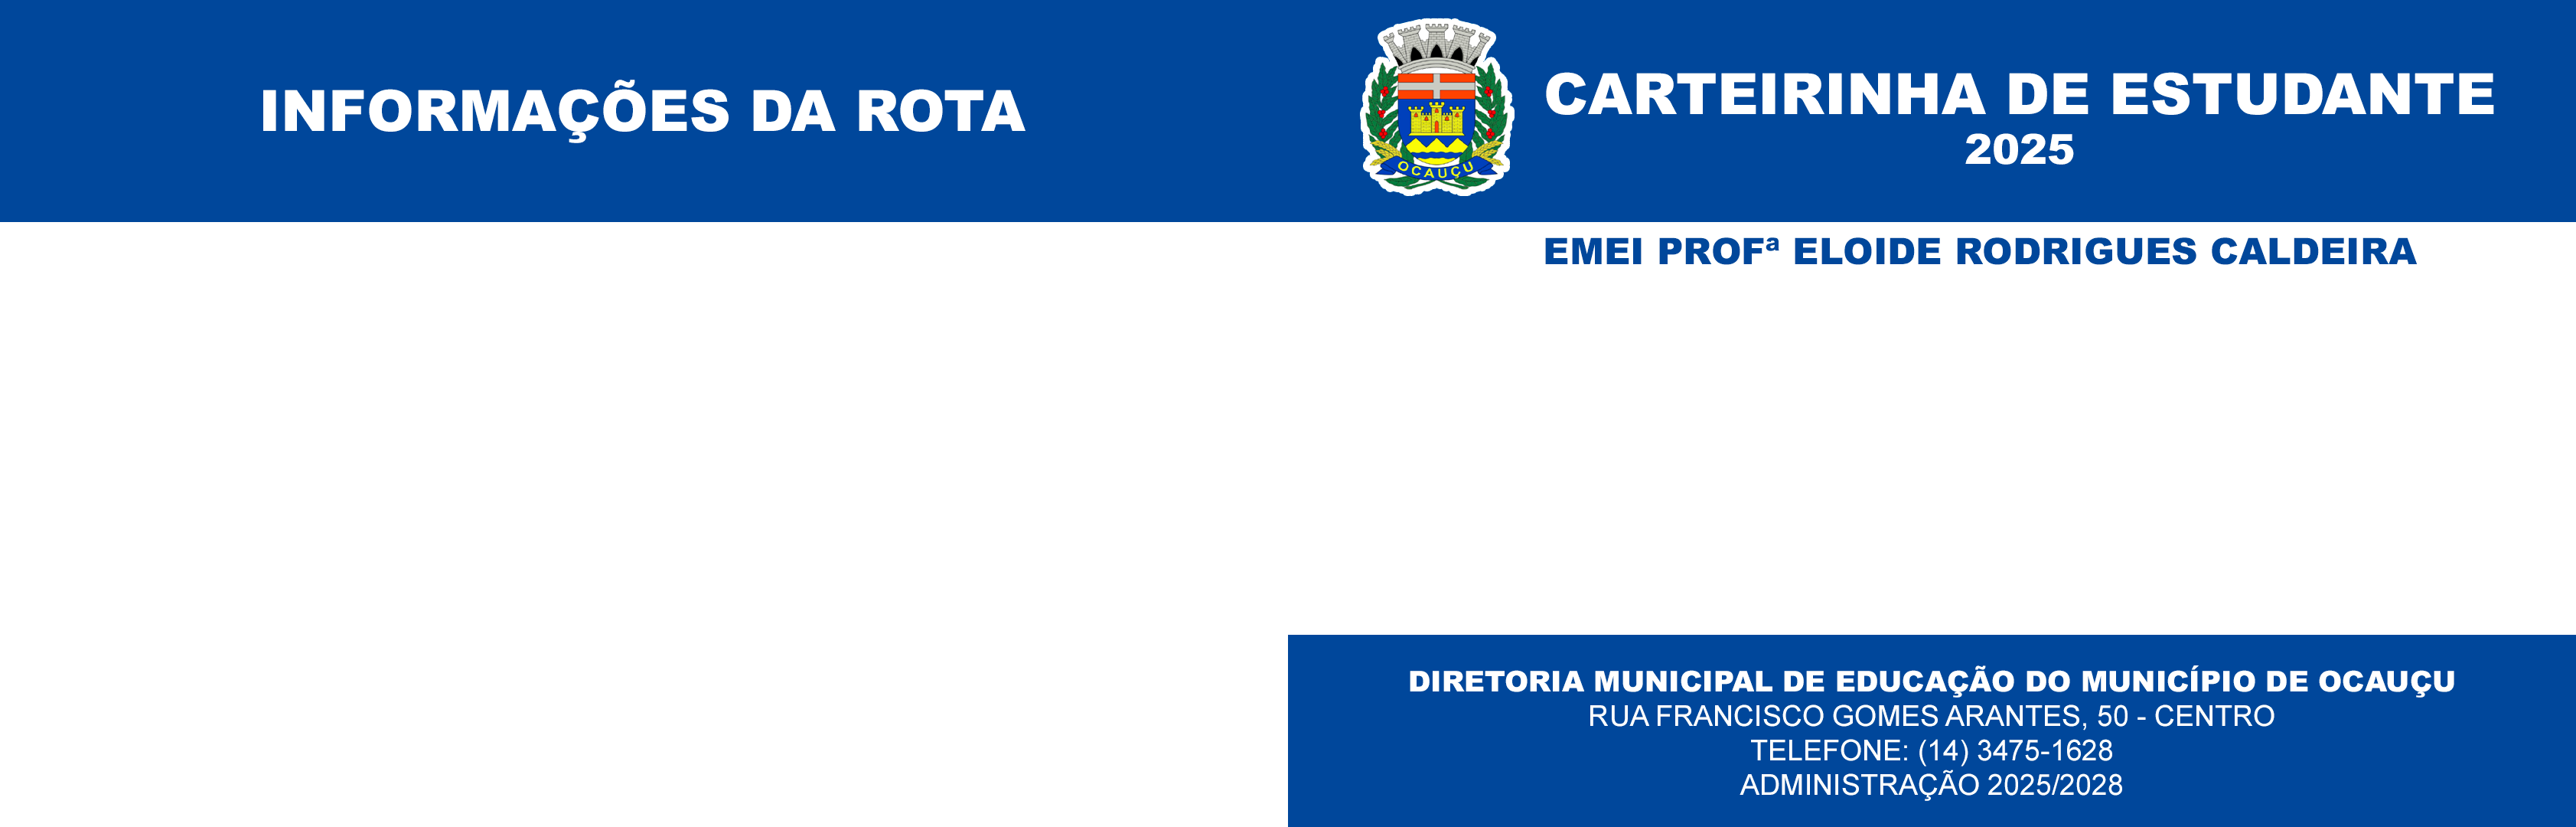 INFORMAÇÕES DA ROTA
OCAUÇU
CARTEIRINHA DE ESTUDANTE
2025
EMEI PROFª ELOIDE RODRIGUES CALDEIRA
DIRETORIA MUNICIPAL DE EDUCAÇÃO DO MUNICÍPIO DE OCAUÇU
RUA FRANCISCO GOMES ARANTES, 50 - CENTRO
TELEFONE: (14) 3475-1628
ADMINISTRAÇÃO 2025/2028